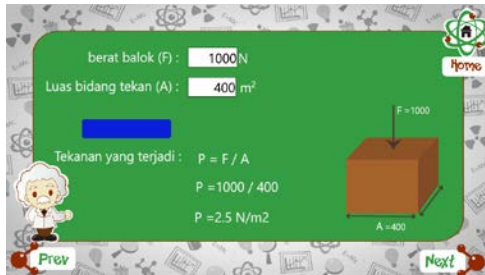 berat balok (F) : 1000 N
Home
Luas bidang tekan (A) : 400 m²
F =1000
Tekanan yang terjadi : P = F / A
P =1000 / 400
P =2.5 N/m2
A =400
Prev
Next